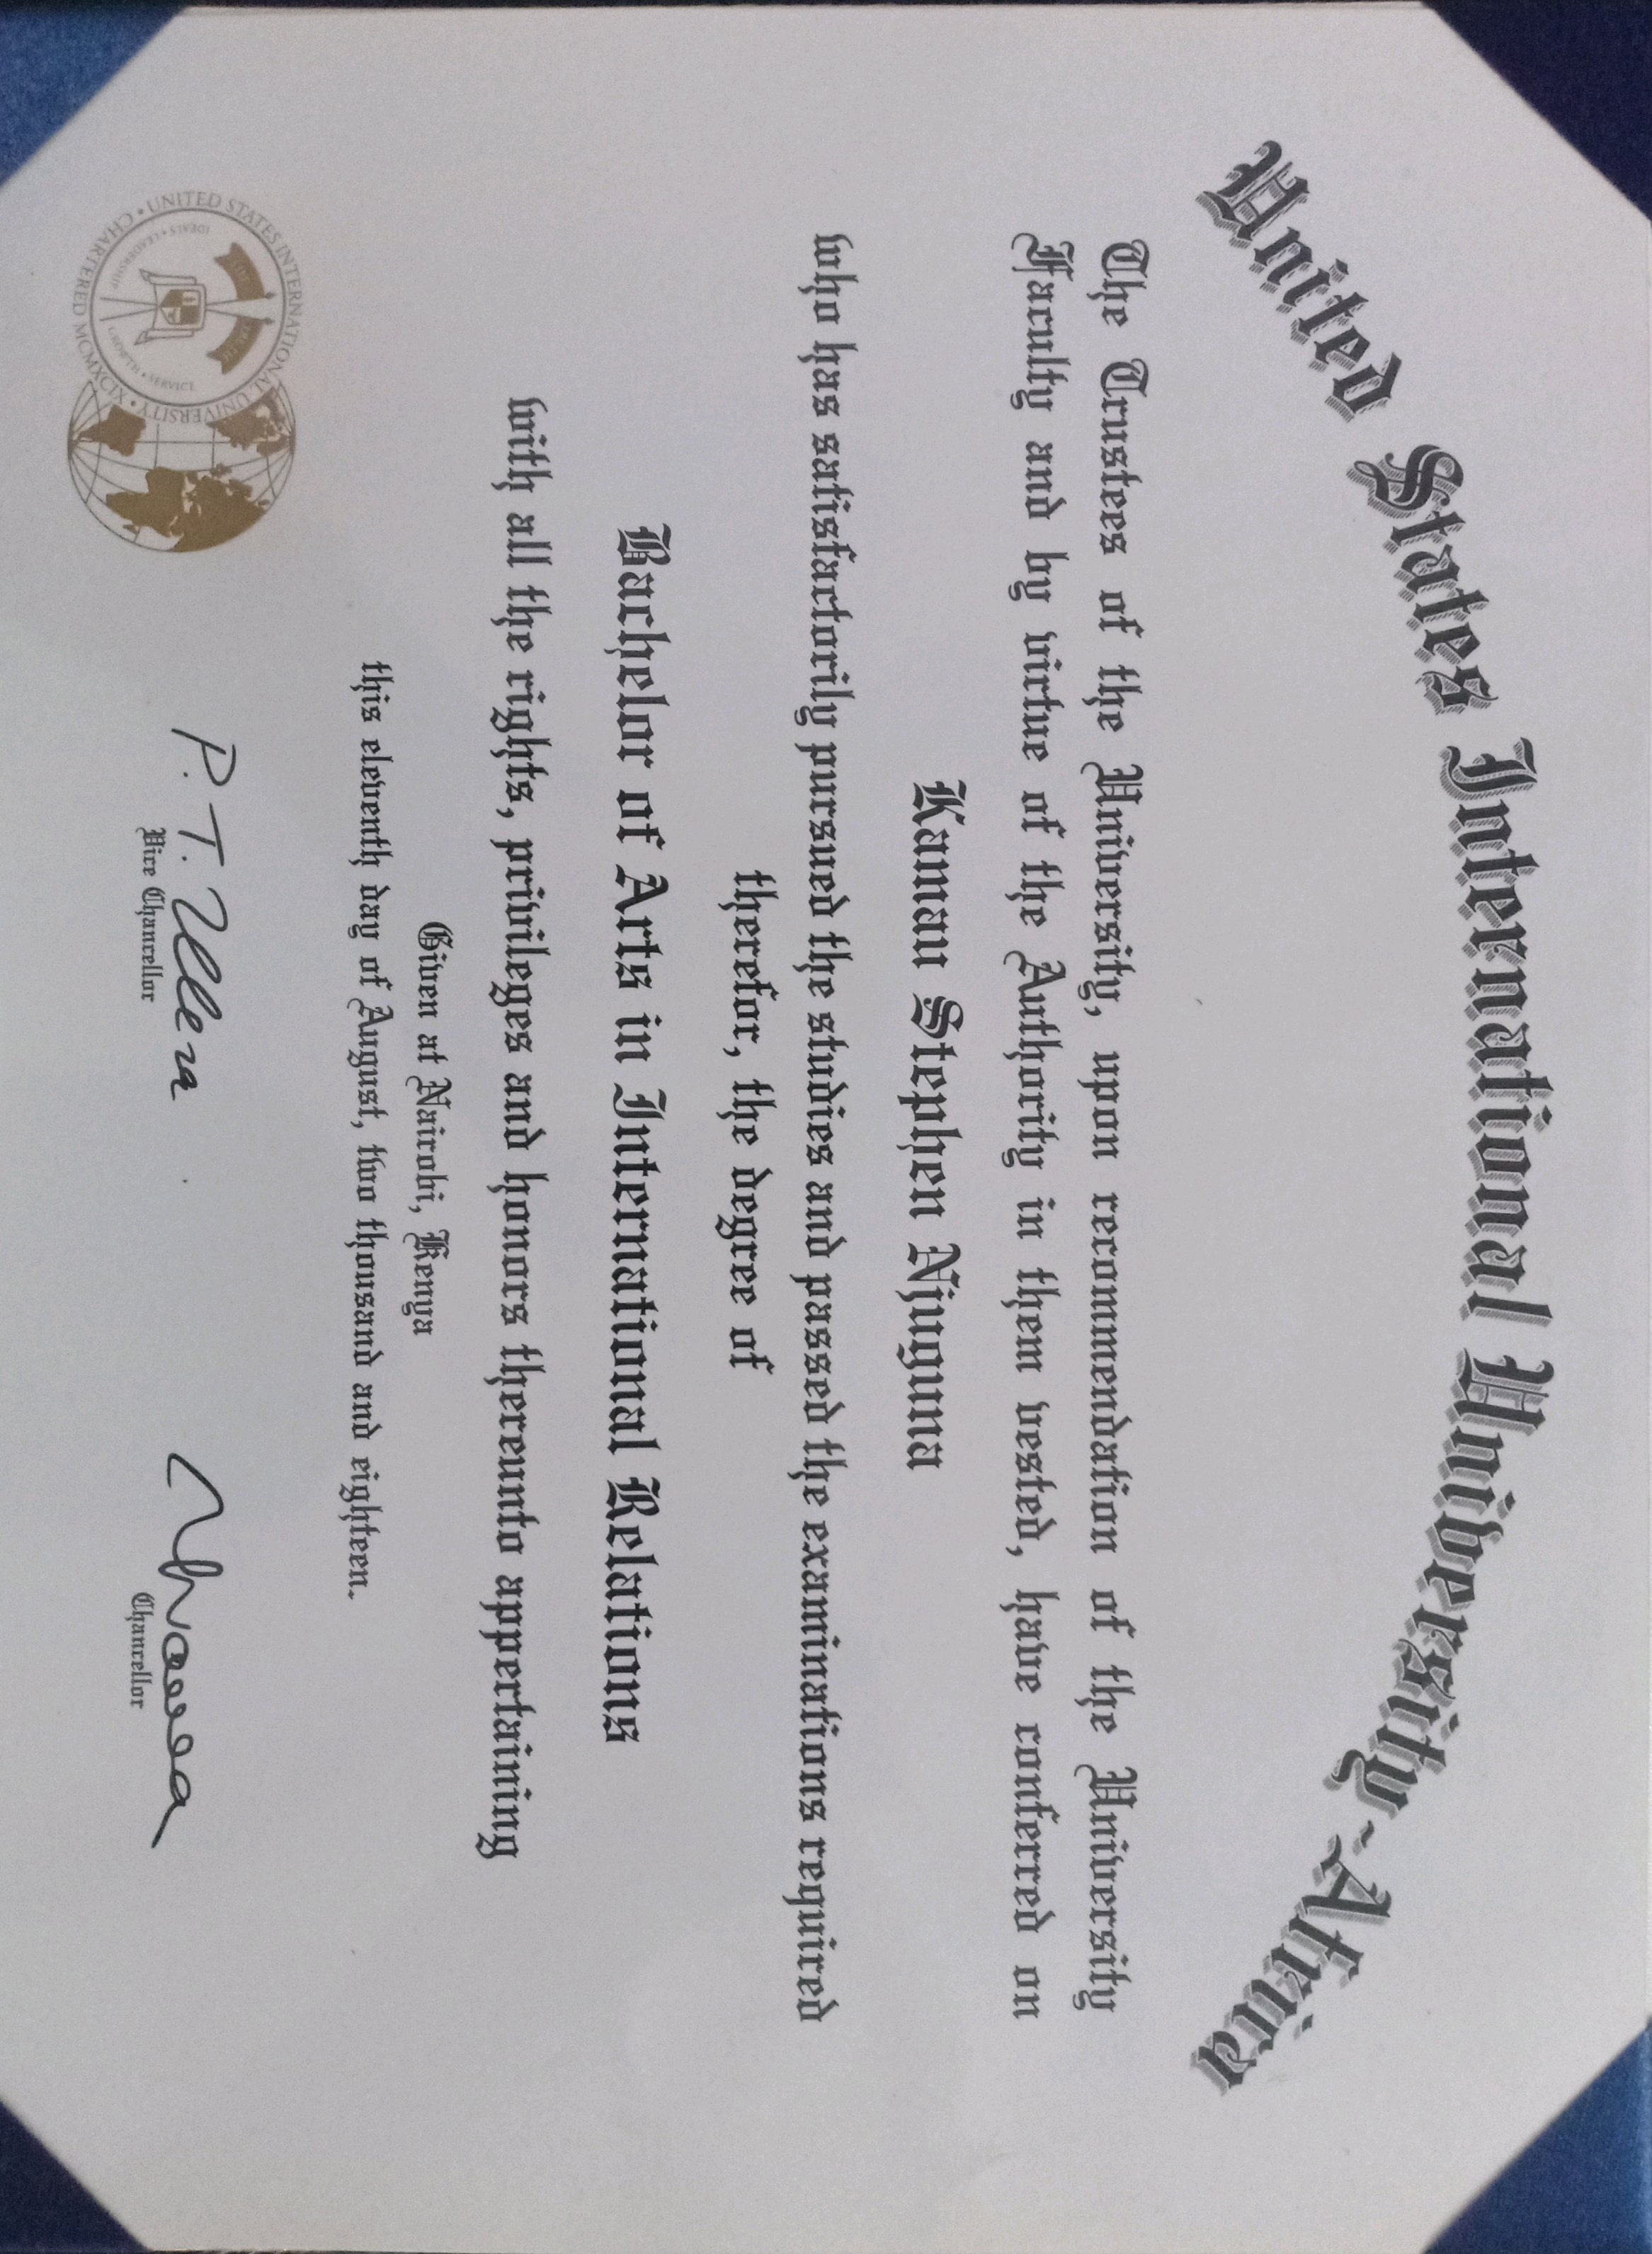 United States International University-Africa
The Trustees of the University, upon recommendation of the University
Faculty and by virtue of the Authority in them vested, have conferred on
Kamau Stephen Njuguna
who has satisfactorily pursued the studies and passed the examinations required
therefor, the degree of
Bachelor of Arts in International Relations
with all the rights, privileges and honors thereunto appertaining
Given at Nairobi, Kenya
this eleventh day of August, two thousand and eighteen.
UNITED STATES INTERNATIONAL UNIVERSITY • CHARTERED MCMXCIX •
IDEALS • LEADERSHIP GROWTH • SERVICE
P. T.
Vice Chancellor
Chancellor